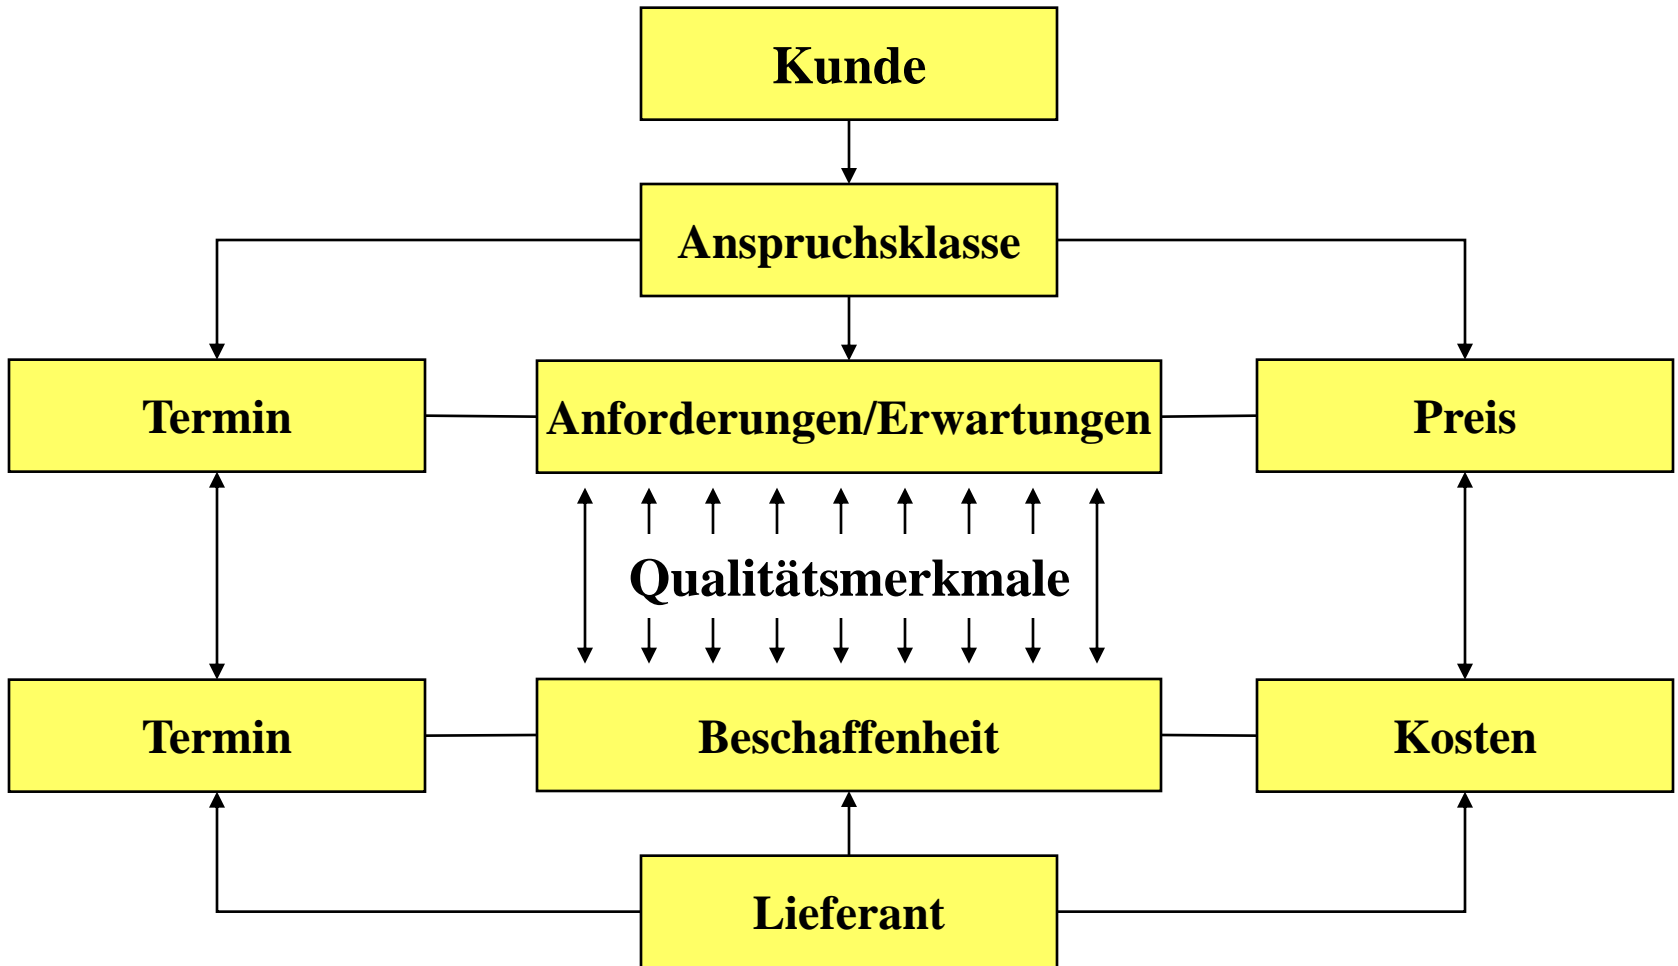 Kunde
Anspruchsklasse
Termin
Anforderungen/Erwartungen
Preis
Qualitätsmerkmale
Termin
Beschaffenheit
Kosten
Lieferant